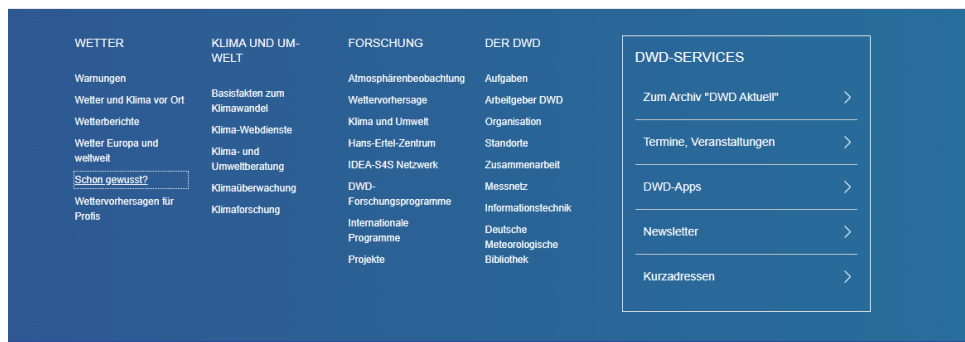 WETTER
Warnungen
Wetter und Klima vor Ort
Wetterberichte
Wetter Europa und
weltweit
Schon gewusst?
Wettervorhersagen für
Profis
KLIMA UND UM-
WELT
Basisfakten zum
Klimawandel
Klima-Webdienste
Klima- und
Umweltberatung
Klimaüberwachung
Klimaforschung
FORSCHUNG
Atmosphärenbeobachtung
Wettervorhersage
Klima und Umwelt
Hans-Ertel-Zentrum
IDEA-S4S Netzwerk
DWD-
Forschungsprogramme
Internationale
Programme
Projekte
DER DWD
Aufgaben
Arbeitgeber DWD
Organisation
Standorte
Zusammenarbeit
Messnetz
Informationstechnik
Deutsche
Meteorologische
Bibliothek
DWD-SERVICES
Zum Archiv "DWD Aktuell"
Termine, Veranstaltungen
DWD-Apps
Newsletter
Kurzadressen